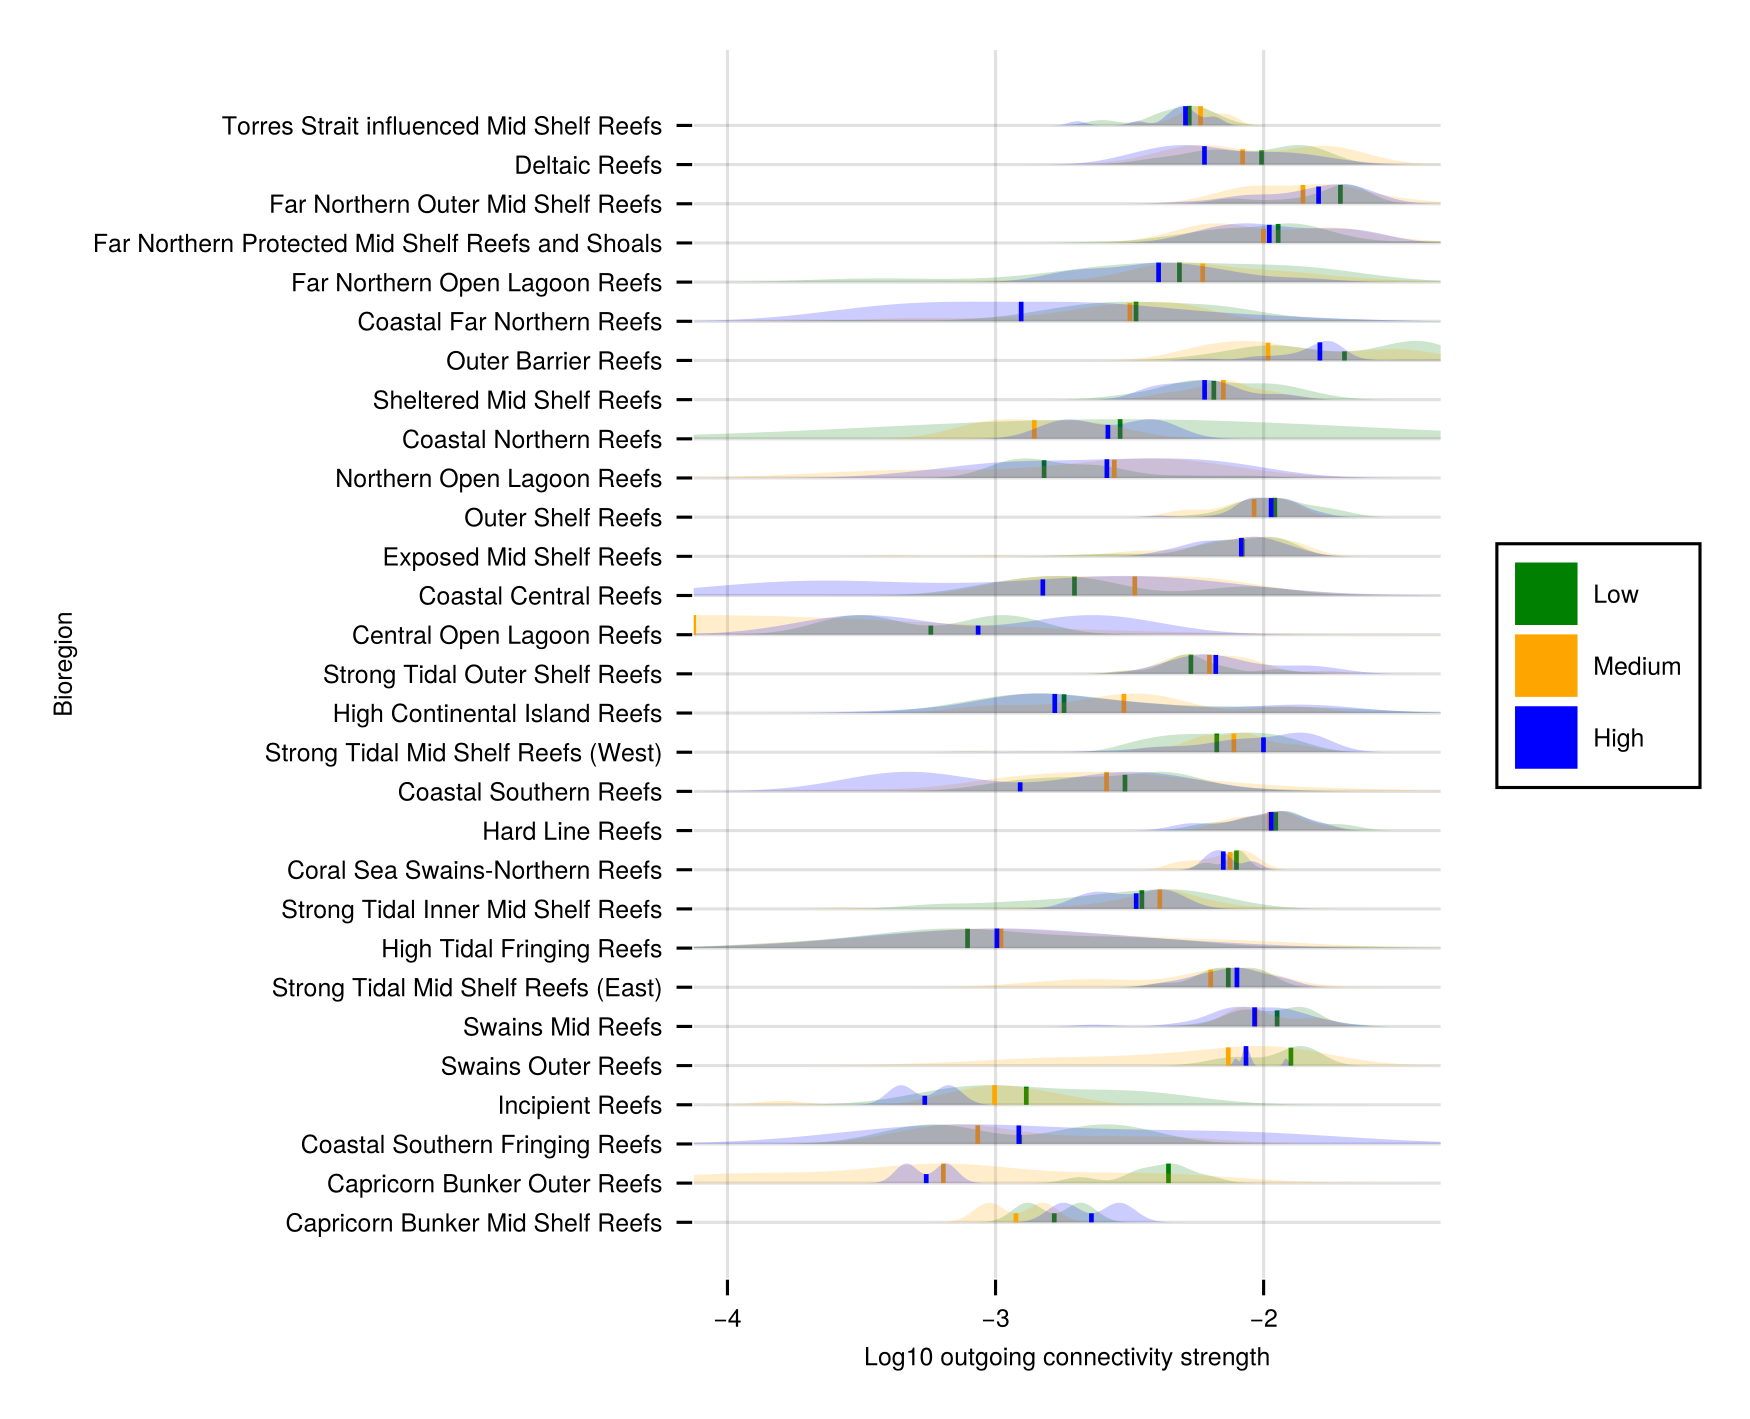 Torres Strait influenced Mid Shelf Reefs
Deltaic Reefs
Far Northern Outer Mid Shelf Reefs
Far Northern Protected Mid Shelf Reefs and Shoals
Far Northern Open Lagoon Reefs
Coastal Far Northern Reefs
Outer Barrier Reefs
Sheltered Mid Shelf Reefs
Coastal Northern Reefs
Northern Open Lagoon Reefs
Outer Shelf Reefs
Exposed Mid Shelf Reefs
Coastal Central Reefs
Central Open Lagoon Reefs
Strong Tidal Outer Shelf Reefs
High Continental Island Reefs
Strong Tidal Mid Shelf Reefs (West)
Coastal Southern Reefs
Hard Line Reefs
Coral Sea Swains-Northern Reefs
Strong Tidal Inner Mid Shelf Reefs
High Tidal Fringing Reefs
Strong Tidal Mid Shelf Reefs (East)
Swains Mid Reefs
Swains Outer Reefs
Incipient Reefs
Coastal Southern Fringing Reefs
Capricorn Bunker Outer Reefs
Capricorn Bunker Mid Shelf Reefs
Bioregion
−4 −3 −2
Log10 outgoing connectivity strength
Low
Medium
High